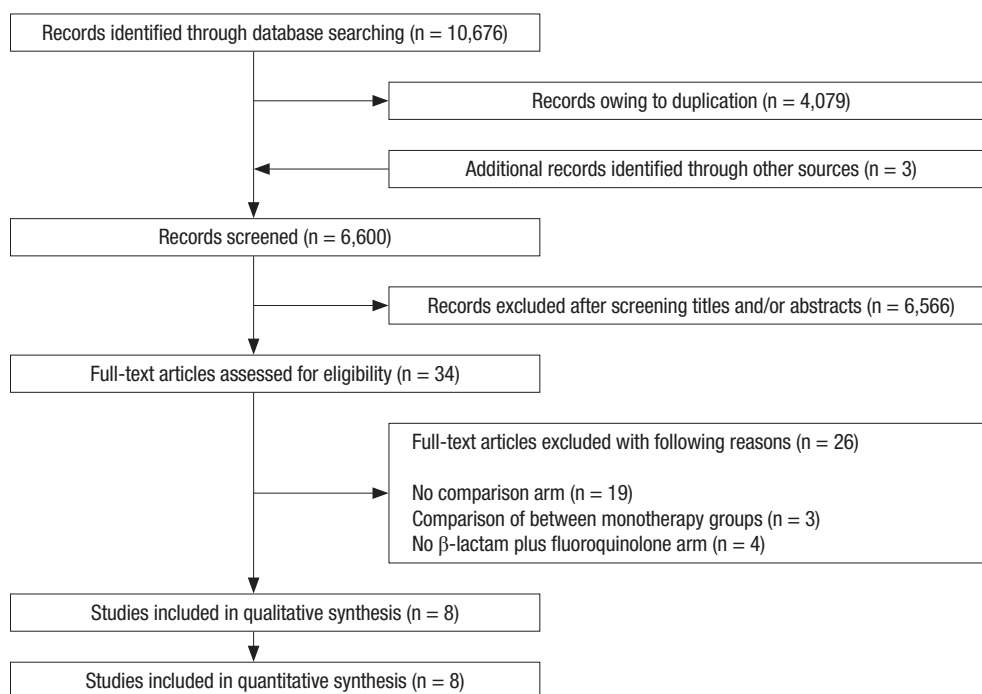 Records identified through database searching (n = 10,676)
Records owing to duplication (n = 4,079)
Additional records identified through other sources (n = 3)
Records screened (n = 6,600)
Records excluded after screening titles and/or abstracts (n = 6,566)
Full-text articles assessed for eligibility (n = 34)
Full-text articles excluded with following reasons (n = 26)
No comparison arm (n = 19)
Comparison of between monotherapy groups (n = 3)
No β-lactam plus fluoroquinolone arm (n = 4)
Studies included in qualitative synthesis (n = 8)
Studies included in quantitative synthesis (n = 8)